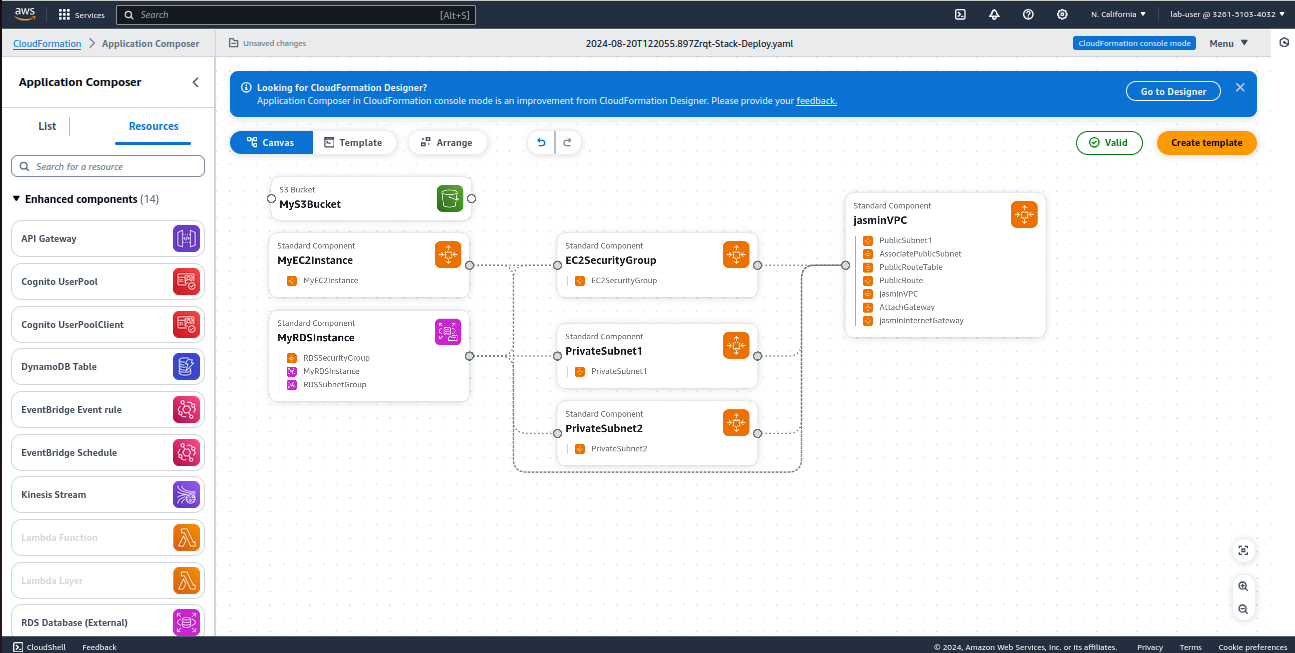 aws
Services
Search
[Alt+S]
N. California
lab-user @ 3261-5103-4032
CloudFormation
Application Composer
Unsaved changes
2024-08-20T122055.897Zrqt-Stack-Deploy.yaml
CloudFormation console mode
Menu
Application Composer
List
Resources
Search for a resource
Enhanced components (14)
API Gateway
Cognito UserPool
Cognito UserPoolClient
DynamoDB Table
EventBridge Event rule
EventBridge Schedule
Kinesis Stream
Lambda Function
Lambda Layer
RDS Database (External)
Looking for CloudFormation Designer?
Application Composer in CloudFormation console mode is an improvement from CloudFormation Designer. Please provide your feedback.
Go to Designer
Canvas
Template
Arrange
Valid
Create template
S3 Bucket
MyS3Bucket
Standard Component
MyEC2Instance
MyEC2Instance
Standard Component
MyRDSInstance
RDSSecurityGroup
MyRDSInstance
RDSSubnetGroup
Standard Component
EC2SecurityGroup
EC2SecurityGroup
Standard Component
PrivateSubnet1
PrivateSubnet1
Standard Component
PrivateSubnet2
PrivateSubnet2
Standard Component
jasminVPC
PublicSubnet1
AssociatePublicSubnet
PublicRouteTable
PublicRoute
jasminVPC
AttachGateway
jasminInternetGateway
CloudShell
Feedback
© 2024, Amazon Web Services, Inc. or its affiliates.
Privacy
Terms
Cookie preferences